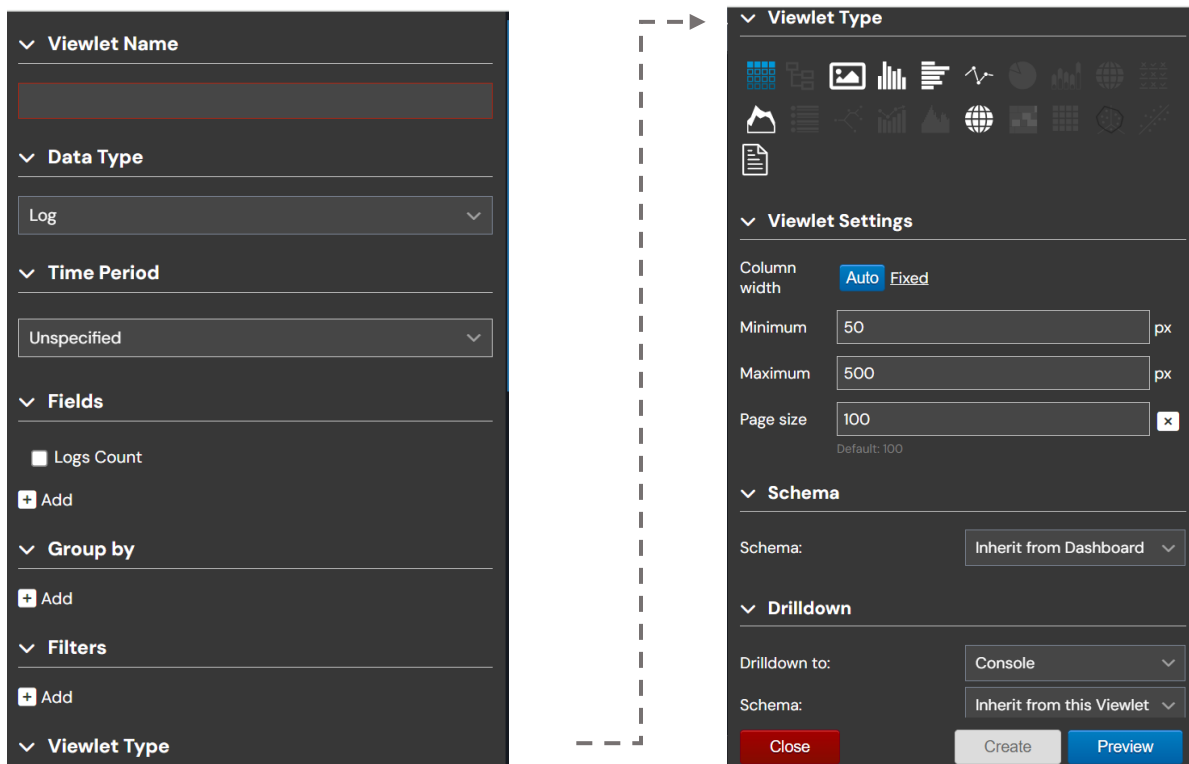 Viewlet Name
Data Type
Log
Time Period
Unspecified
Fields
Logs Count
Add
Group by
Add
Filters
Add
Viewlet Type
Viewlet Type
Viewlet Settings
Column
width
Auto Fixed
Minimum 50 px
Maximum 500 px
Page size 100
Default: 100
Schema
Schema: Inherit from Dashboard
Drilldown
Drilldown to: Console
Schema: Inherit from this Viewlet
Close Create Preview